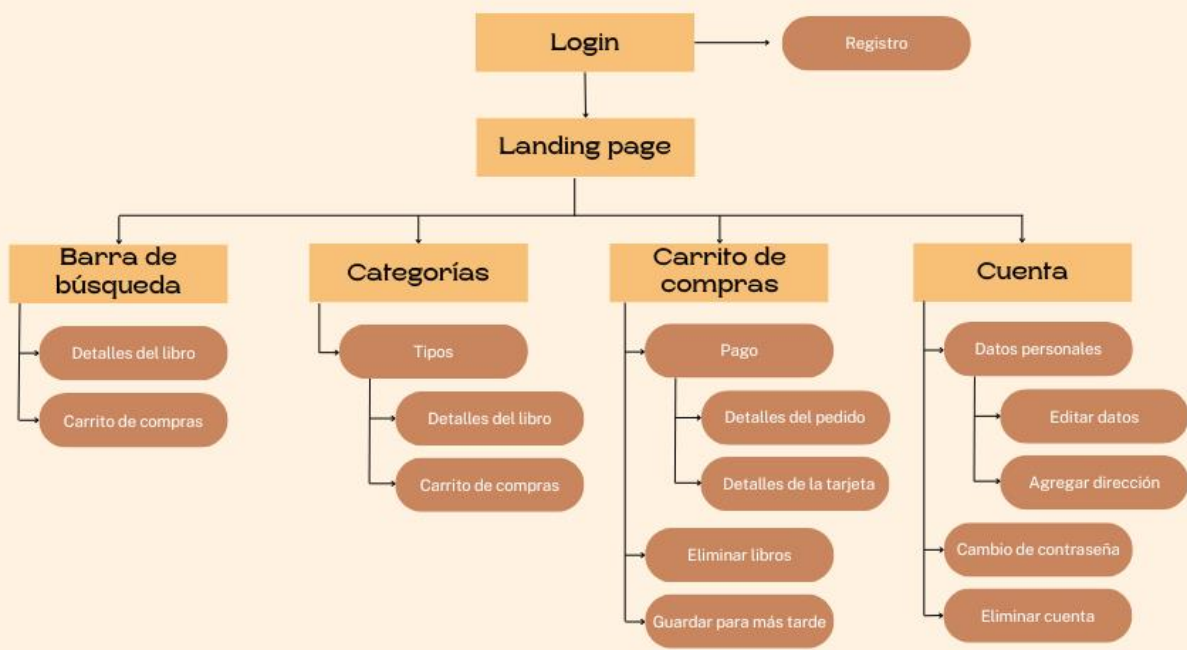 Login
Registro
Landing page
Barra de
búsqueda
Detalles del libro
Carrito de compras
Categorías
Tipos
Detalles del libro
Carrito de compras
Carrito de
compras
Pago
Detalles del pedido
Detalles de la tarjeta
Eliminar libros
Guardar para más tarde
Cuenta
Datos personales
Editar datos
Agregar dirección
Cambio de contraseña
Eliminar cuenta